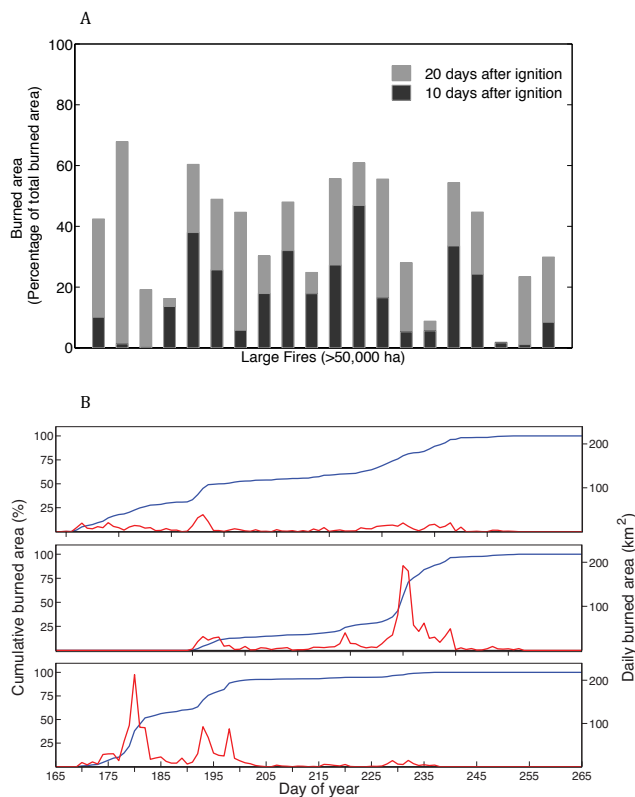 A
100
80
60
40
20
0
20 days after ignition
10 days after ignition
Burned area
(Percentage of total burned area)
Large Fires (>50,000 ha)
B
100
75
50
25
200
100
100
75
50
25
200
100
100
75
50
25
200
100
Cumulative burned area (%)
Daily burned area (km²)
165 175 185 195 205 215 225 235 245 255 265
Day of year